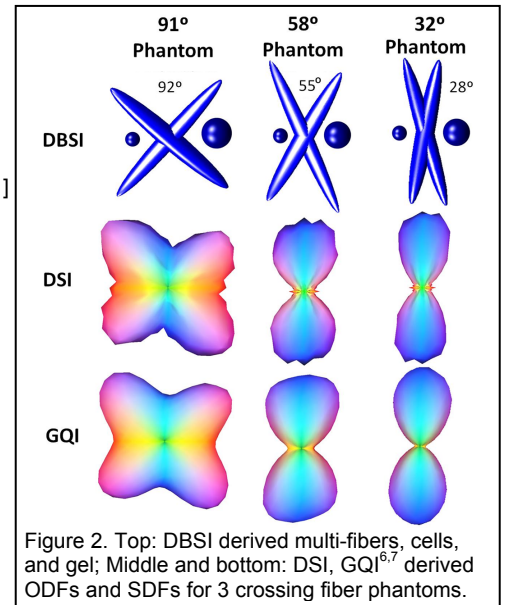 91º 58º 32º
Phantom Phantom Phantom
92º 55º 28º
DBSI
]
DSI
GQI
Figure 2. Top: DBSI derived multi-fibers, cells,
and gel; Middle and bottom: DSI, GQI6,7 derived
ODFs and SDFs for 3 crossing fiber phantoms.